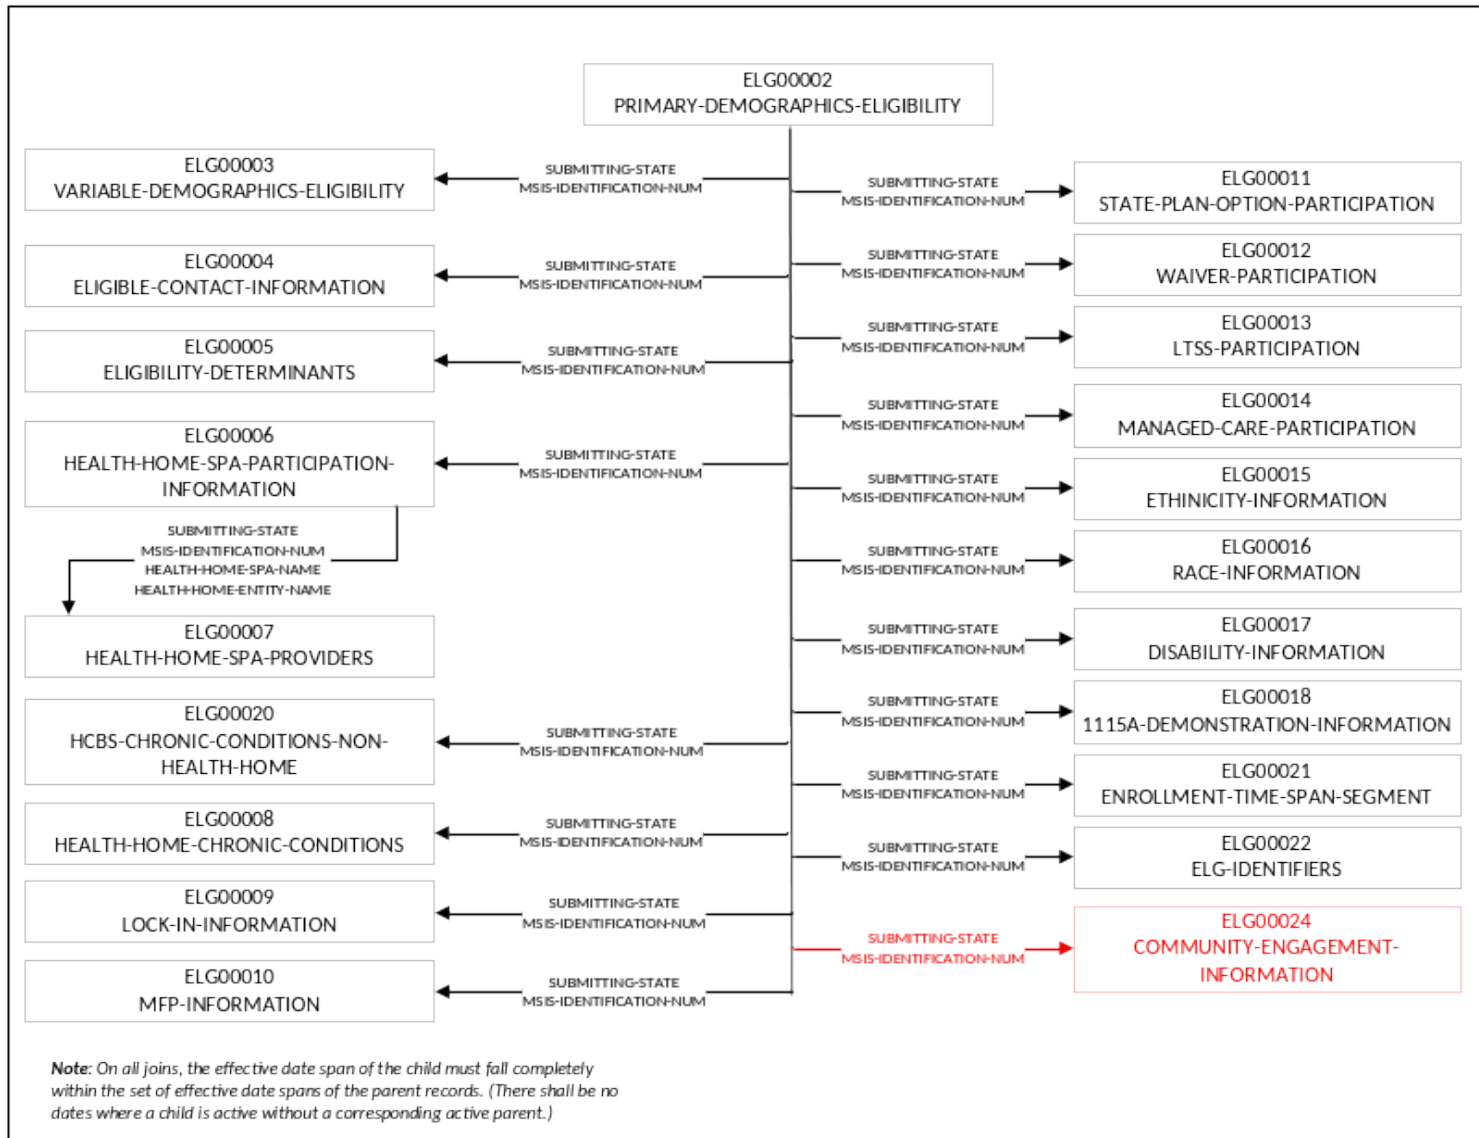 ELG00002
PRIMARY-DEMOGRAPHICS-ELIGIBILITY
ELG00003
VARIABLE-DEMOGRAPHICS-ELIGIBILITY
SUBMITTING-STATE
MSIS-IDENTIFICATION-NUM
ELG00004
ELIGIBLE-CONTACT-INFORMATION
SUBMITTING-STATE
MSIS-IDENTIFICATION-NUM
ELG00005
ELIGIBILITY-DETERMINANTS
SUBMITTING-STATE
MSIS-IDENTIFICATION-NUM
ELG00006
HEALTH-HOME-SPA-PARTICIPATION-
INFORMATION
SUBMITTING-STATE
MSIS-IDENTIFICATION-NUM
SUBMITTING-STATE
MSIS-IDENTIFICATION-NUM
HEALTH-HOME-SPA-NAME
HEALTH-HOME-ENTITY-NAME
ELG00007
HEALTH-HOME-SPA-PROVIDERS
ELG00020
HCBS-CHRONIC-CONDITIONS-NON-
HEALTH-HOME
SUBMITTING-STATE
MSIS-IDENTIFICATION-NUM
ELG00008
HEALTH-HOME-CHRONIC-CONDITIONS
SUBMITTING-STATE
MSIS-IDENTIFICATION-NUM
ELG00009
LOCK-IN-INFORMATION
SUBMITTING-STATE
MSIS-IDENTIFICATION-NUM
ELG00010
MFP-INFORMATION
SUBMITTING-STATE
MSIS-IDENTIFICATION-NUM
SUBMITTING-STATE
MSIS-IDENTIFICATION-NUM
ELG00011
STATE-PLAN-OPTION-PARTICIPATION
SUBMITTING-STATE
MSIS-IDENTIFICATION-NUM
ELG00012
WAIVER-PARTICIPATION
SUBMITTING-STATE
MSIS-IDENTIFICATION-NUM
ELG00013
LTSS-PARTICIPATION
SUBMITTING-STATE
MSIS-IDENTIFICATION-NUM
ELG00014
MANAGED-CARE-PARTICIPATION
SUBMITTING-STATE
MSIS-IDENTIFICATION-NUM
ELG00015
ETHINICITY-INFORMATION
SUBMITTING-STATE
MSIS-IDENTIFICATION-NUM
ELG00016
RACE-INFORMATION
SUBMITTING-STATE
MSIS-IDENTIFICATION-NUM
ELG00017
DISABILITY-INFORMATION
SUBMITTING-STATE
MSIS-IDENTIFICATION-NUM
ELG00018
1115A-DEMONSTRATION-INFORMATION
SUBMITTING-STATE
MSIS-IDENTIFICATION-NUM
ELG00021
ENROLLMENT-TIME-SPAN-SEGMENT
SUBMITTING-STATE
MSIS-IDENTIFICATION-NUM
ELG00022
ELG-IDENTIFIERS
SUBMITTING-STATE
MSIS-IDENTIFICATION-NUM
ELG00024
COMMUNITY-ENGAGEMENT-
INFORMATION
Note: On all joins, the effective date span of the child must fall completely
within the set of effective date spans of the parent records. (There shall be no
dates where a child is active without a corresponding active parent.)